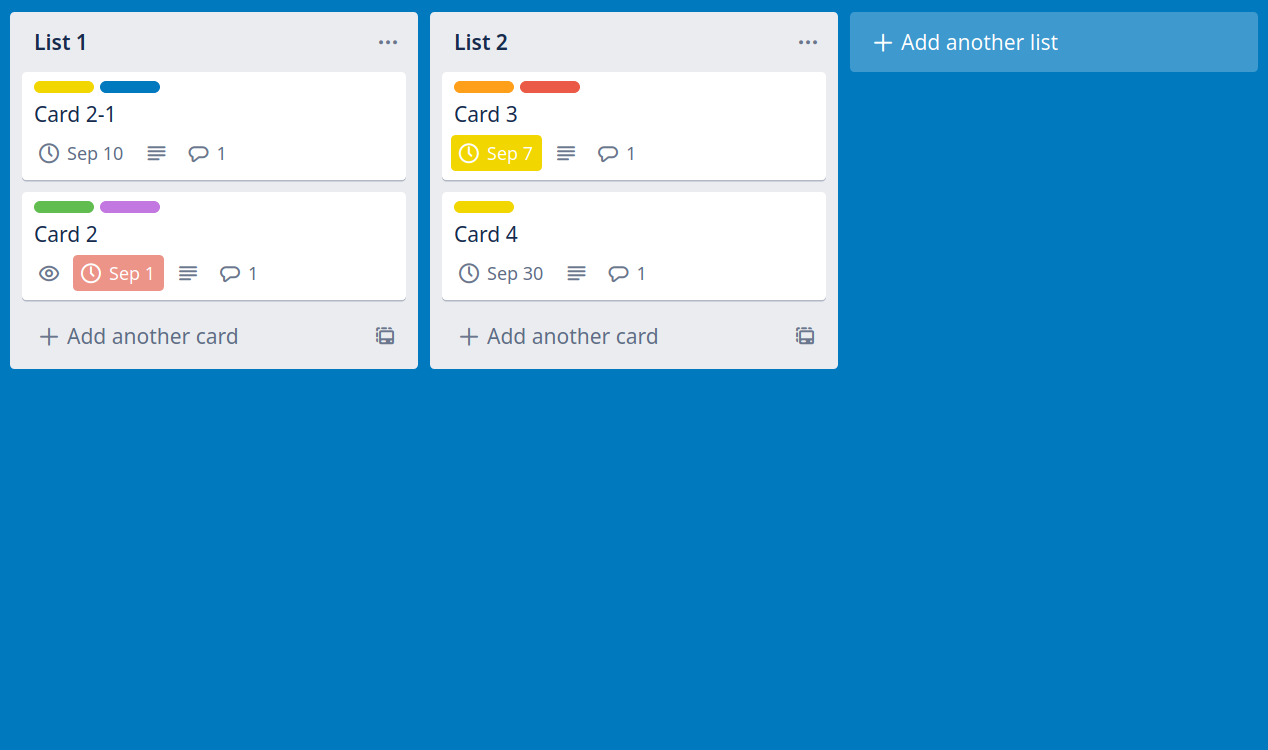 List 1
Card 2-1
Sep 10 1
Card 2
Sep 1 1
Add another card
List 2
Card 3
Sep 7 1
Card 4
Sep 30 1
Add another card
Add another list